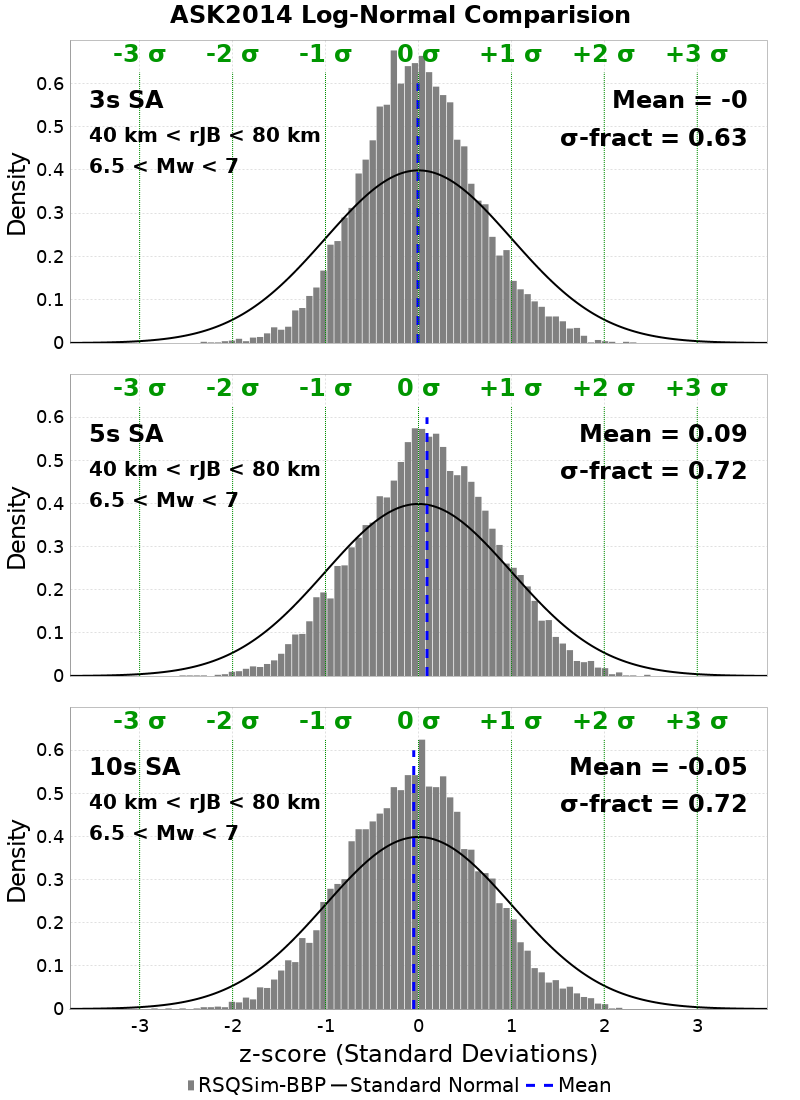 ASK2014 Log-Normal Comparision
-3 σ -2 σ -1 σ 0 σ +1 σ +2 σ +3 σ
0.6
3s SA Mean = -0
0.5
40 km < rJB < 80 km σ-fract = 0.63
6.5 < Mw < 7
0.4
0.3
0.2
0.1
0
Density
-3 σ -2 σ -1 σ 0 σ +1 σ +2 σ +3 σ
0.6
5s SA Mean = 0.09
0.5
40 km < rJB < 80 km σ-fract = 0.72
6.5 < Mw < 7
0.4
0.3
0.2
0.1
0
Density
-3 σ -2 σ -1 σ 0 σ +1 σ +2 σ +3 σ
0.6
10s SA Mean = -0.05
0.5
40 km < rJB < 80 km σ-fract = 0.72
6.5 < Mw < 7
0.4
0.3
0.2
0.1
0
Density
-3 -2 -1 0 1 2 3
z-score (Standard Deviations)
RSQSim-BBP Standard Normal Mean